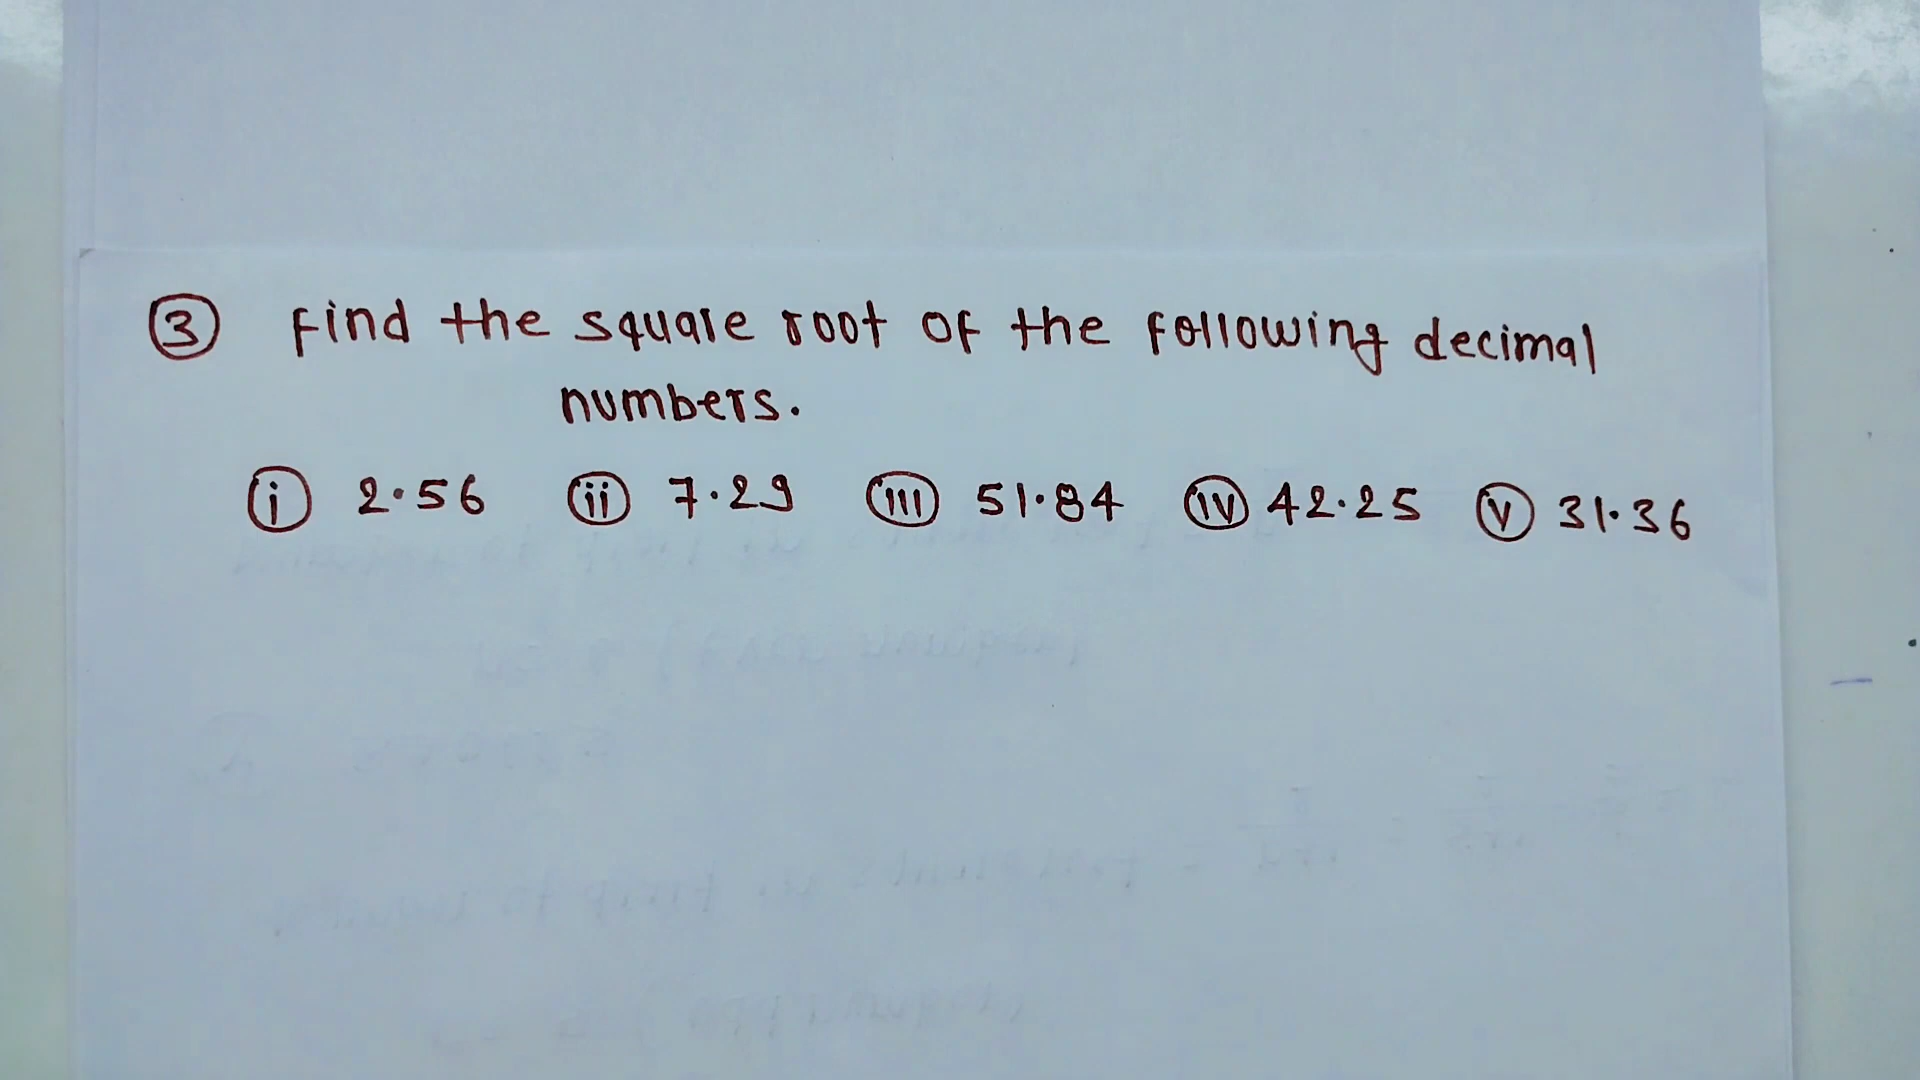 ③ Find the square root of the following decimal
numbers.
ⓘ 2·56 ⓘⓘ 7·29 ⓘⓘⓘ 51·84 ⓘⓥ 42·25 ⓥ 31·36